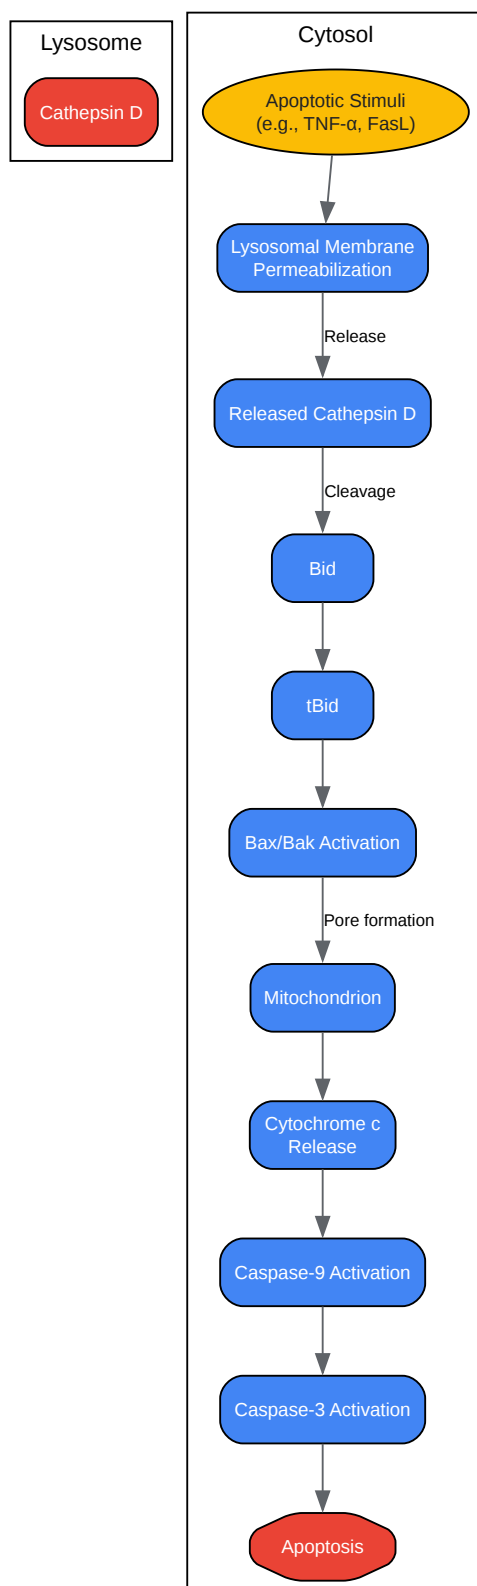 Lysosome
Cathepsin D
Cytosol
Apoptotic Stimuli
(e.g., TNF-α, FasL)
Lysosomal Membrane
Permeabilization
Release
Released Cathepsin D
Cleavage
Bid
tBid
Bax/Bak Activation
Pore formation
Mitochondrion
Cytochrome c
Release
Caspase-9 Activation
Caspase-3 Activation
Apoptosis